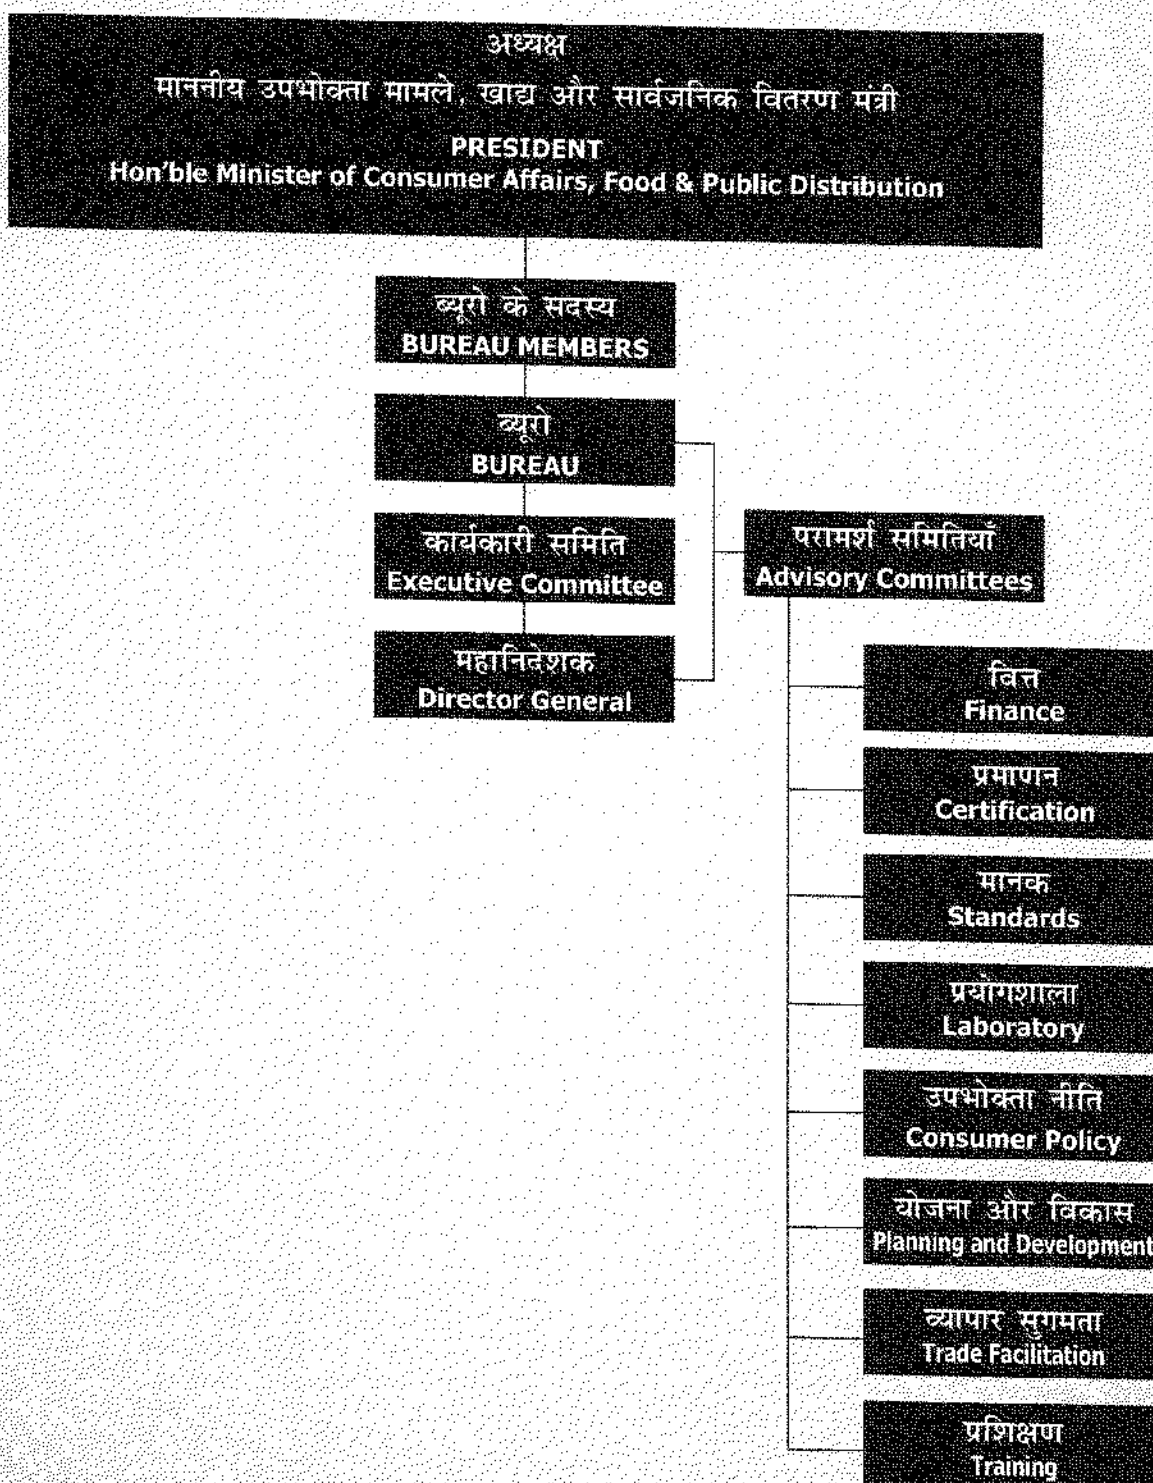 अध्यक्ष
माननीय उपभोक्ता मामले, खाद्य और सार्वजनिक वितरण मंत्री
PRESIDENT
Hon'ble Minister of Consumer Affairs, Food & Public Distribution
ब्यूरो के सदस्य
BUREAU MEMBERS
ब्यूरो
BUREAU
कार्यकारी समिति
Executive Committee
महानिदेशक
Director General
परामर्श समितियाँ
Advisory Committees
वित्त
Finance
प्रमाणन
Certification
मानक
Standards
प्रयोगशाला
Laboratory
उपभोक्ता नीति
Consumer Policy
योजना और विकास
Planning and Development
व्यापार सुगमता
Trade Facilitation
प्रशिक्षण
Training